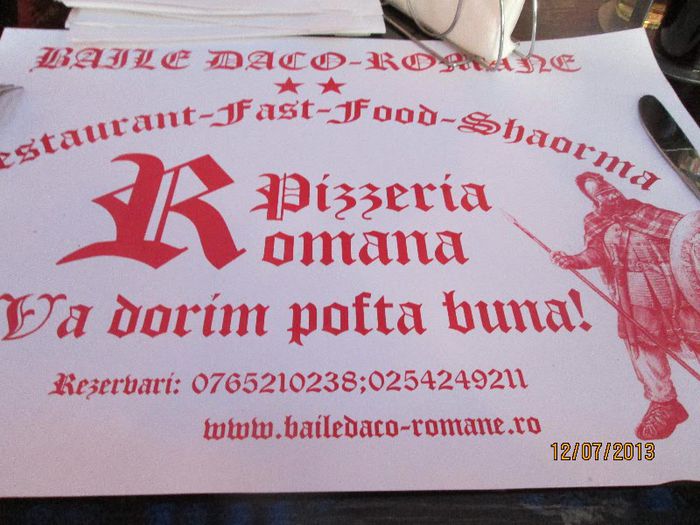 BAILE DACO-ROMANE
★★
estaurant-Fast-Food-Shaorma
R Pizzeria
omana
Va dorim pofta buna!
Rezervari: 0765210238;0254249211
www.bailedaco-romane.ro
12/07/2013